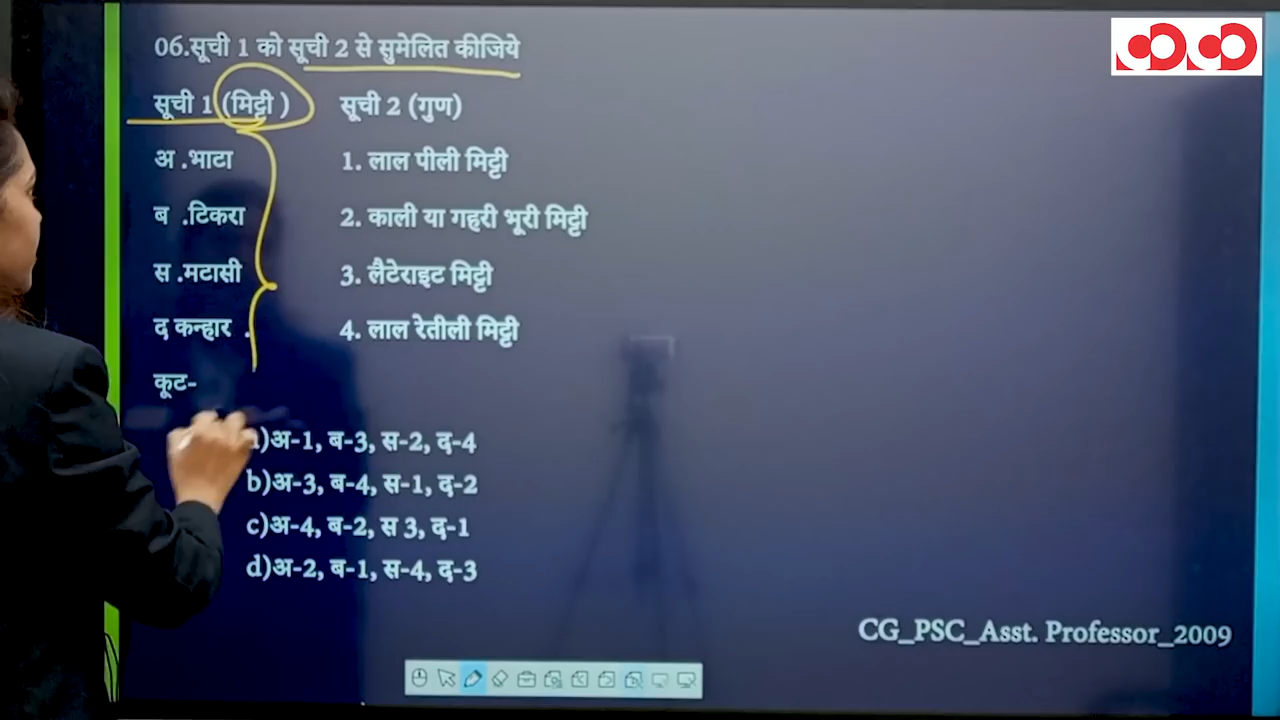 06.सूची 1 को सूची 2 से सुमेलित कीजिये
सूची 1 (मिट्टी ) सूची 2 (गुण)
अ .भाटा 1. लाल पीली मिट्टी
ब .टिकरा 2. काली या गहरी भूरी मिट्टी
स .मटासी 3. लैटेराइट मिट्टी
द कन्हार . 4. लाल रेतीली मिट्टी
कूट-
)अ-1, ब-3, स-2, द-4
b)अ-3, ब-4, स-1, द-2
c)अ-4, ब-2, स 3, द-1
d)अ-2, ब-1, स-4, द-3
CG_PSC_Asst. Professor_2009